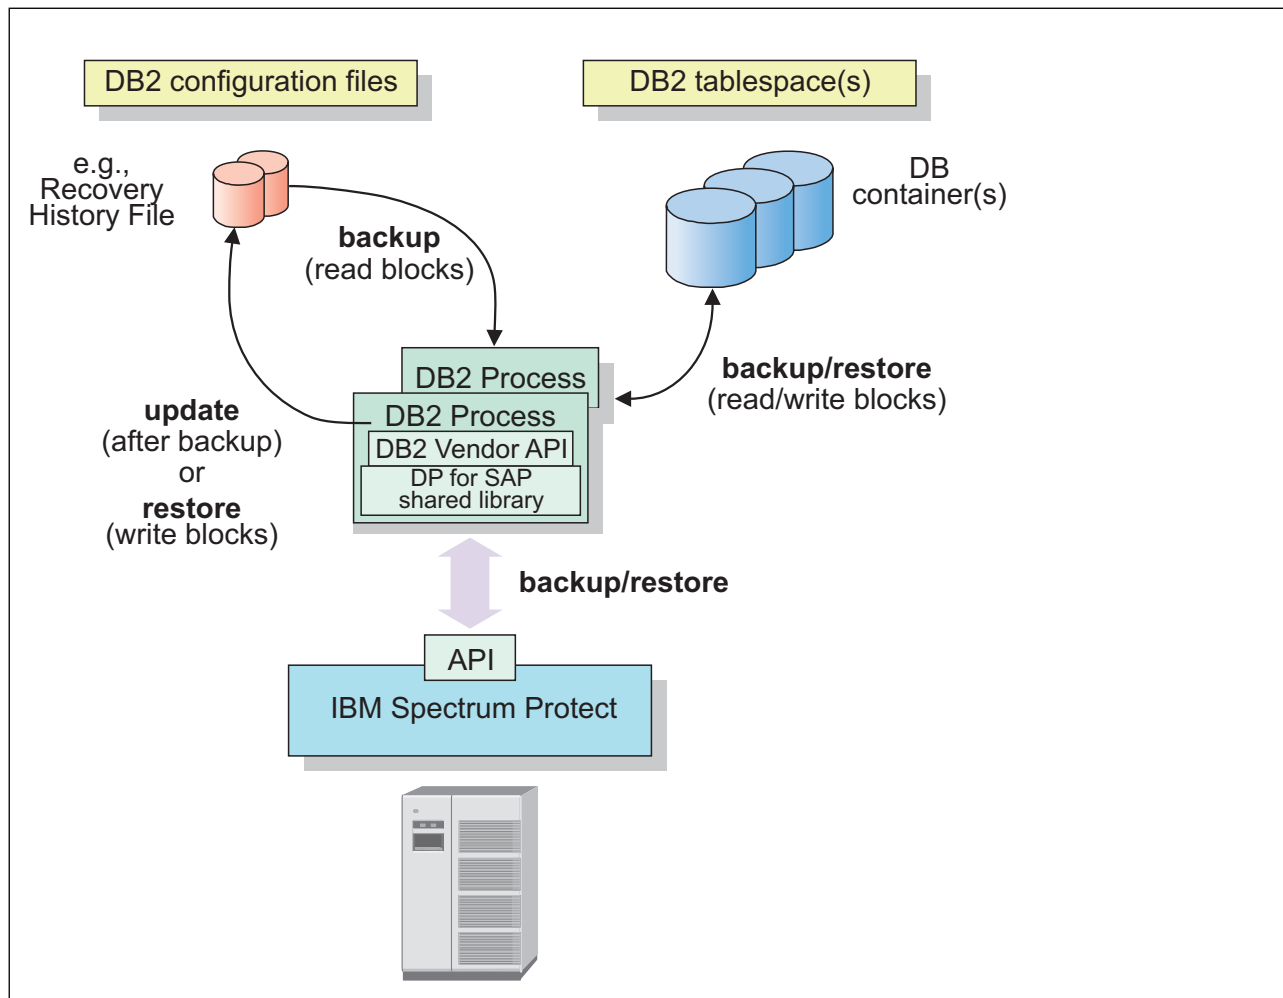 DB2 configuration files
DB2 tablespace(s)
e.g.,
Recovery
History File
DB
container(s)
backup
(read blocks)
backup/restore
(read/write blocks)
DB2 Process
DB2 Process
DB2 Vendor API
DP for SAP
shared library
update
(after backup)
or
restore
(write blocks)
backup/restore
API
IBM Spectrum Protect